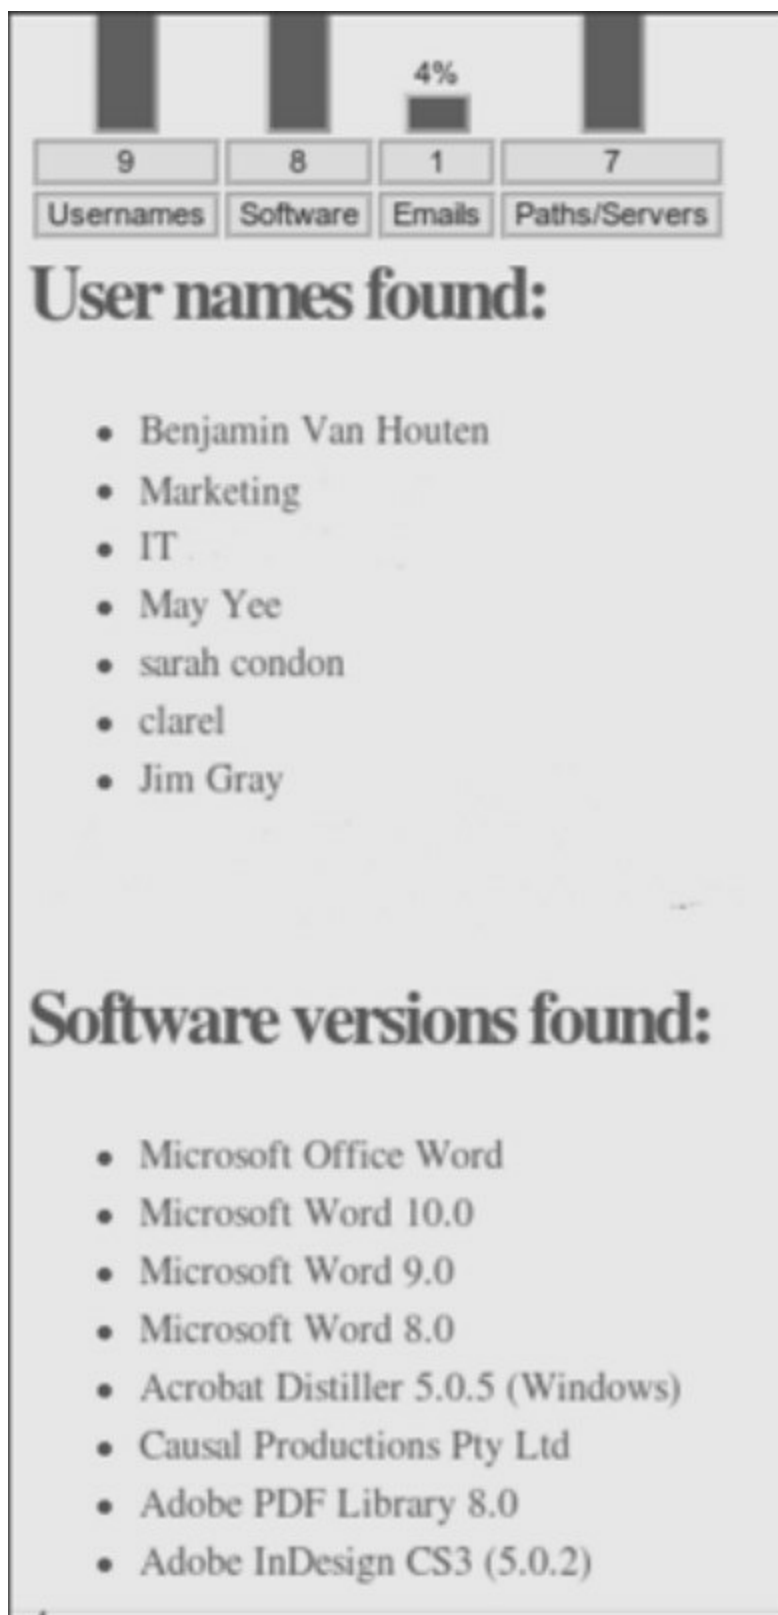 4%
9 8 1 7
Usernames Software Emails Paths/Servers
User names found:
• Benjamin Van Houten
• Marketing
• IT
• May Yee
• sarah condon
• clarel
• Jim Gray
Software versions found:
• Microsoft Office Word
• Microsoft Word 10.0
• Microsoft Word 9.0
• Microsoft Word 8.0
• Acrobat Distiller 5.0.5 (Windows)
• Causal Productions Pty Ltd
• Adobe PDF Library 8.0
• Adobe InDesign CS3 (5.0.2)